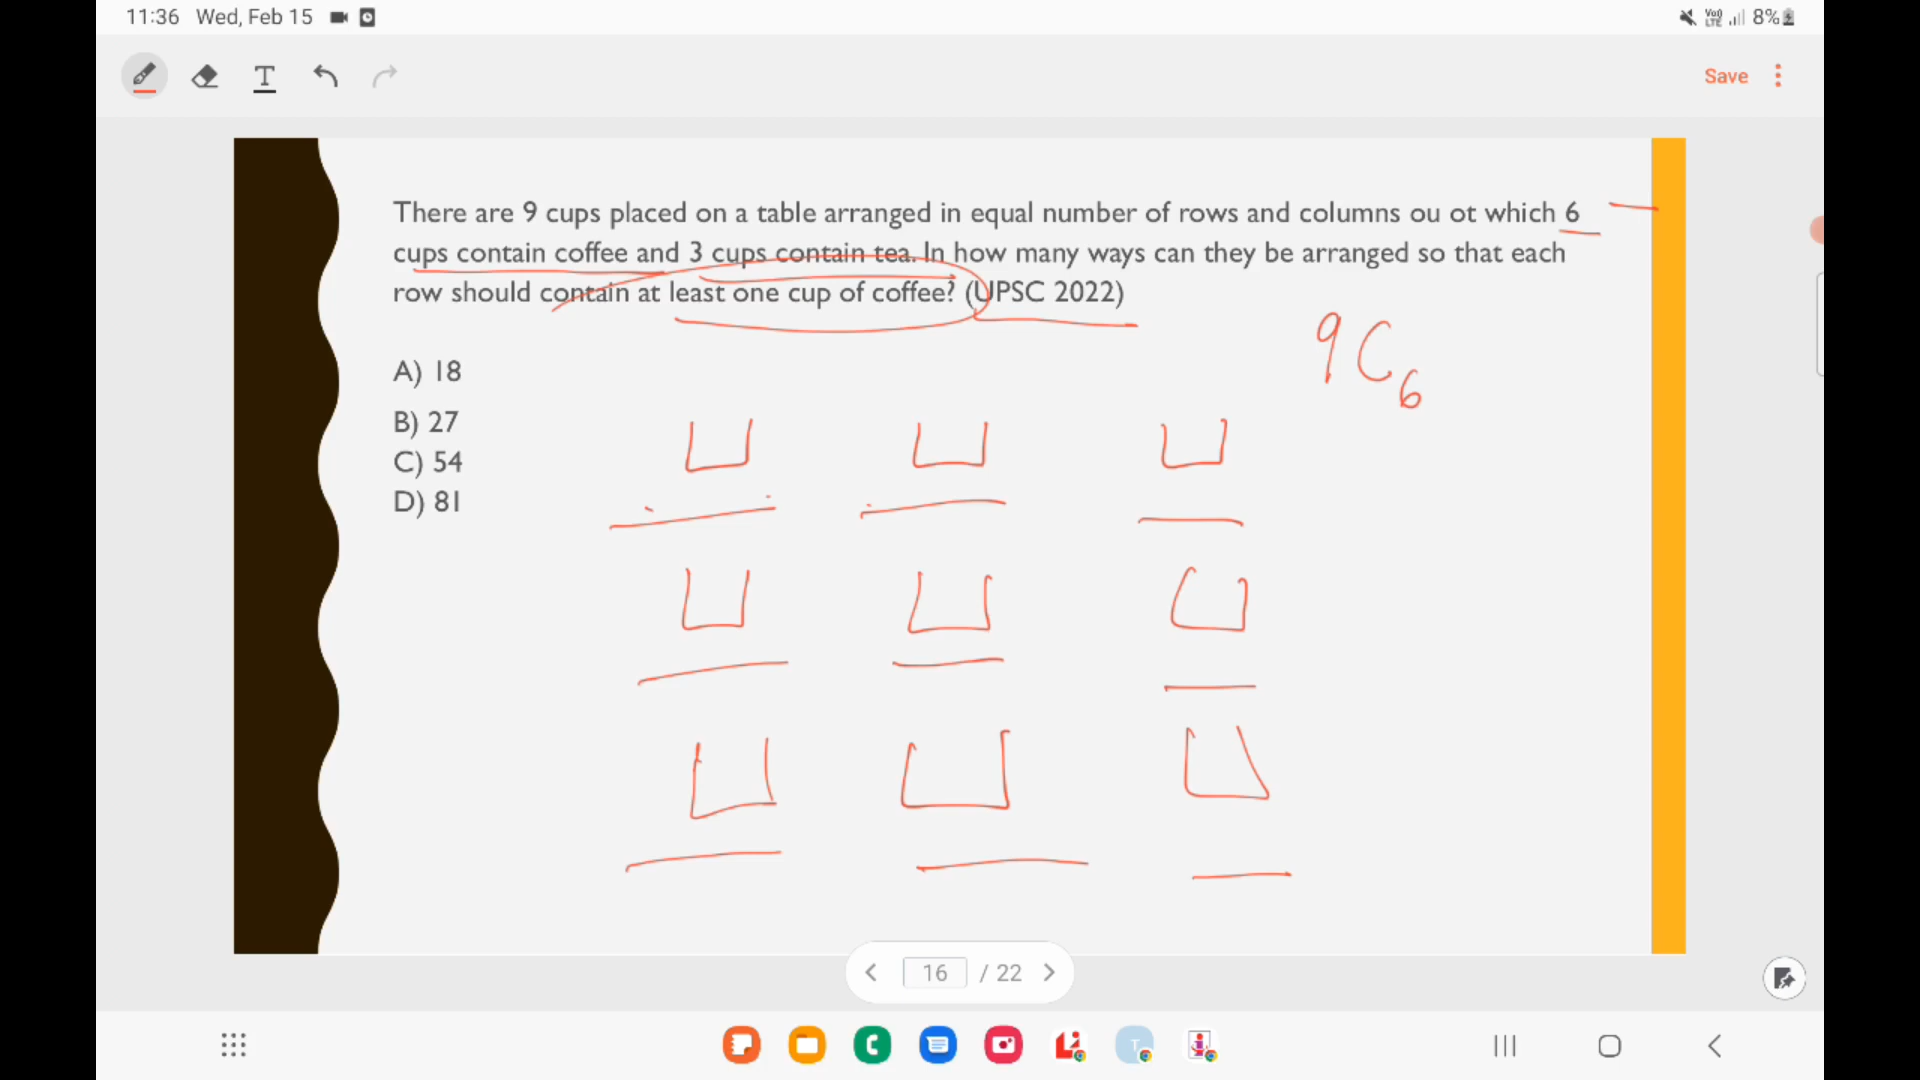 11:36 Wed, Feb 15
Vo)) LTE 8%
T
Save
There are 9 cups placed on a table arranged in equal number of rows and columns ou ot which 6
cups contain coffee and 3 cups contain tea. In how many ways can they be arranged so that each
row should contain at least one cup of coffee? (UPSC 2022)
9C6
A) 18
B) 27
C) 54
D) 81
16 / 22
T